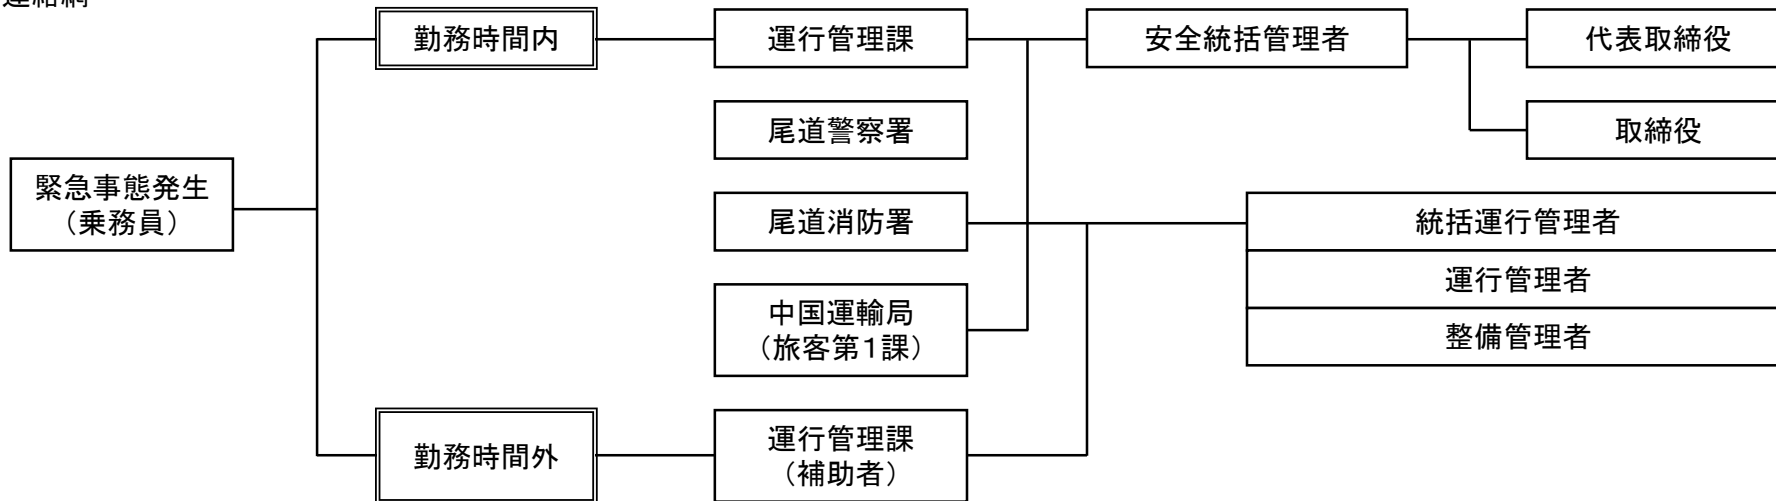 勤務時間内
運行管理課
安全統括管理者
代表取締役
尾道警察署
取締役
緊急事態発生
（乗務員）
尾道消防署
統括運行管理者
運行管理者
中国運輸局
（旅客第1課）
整備管理者
勤務時間外
運行管理課
（補助者）